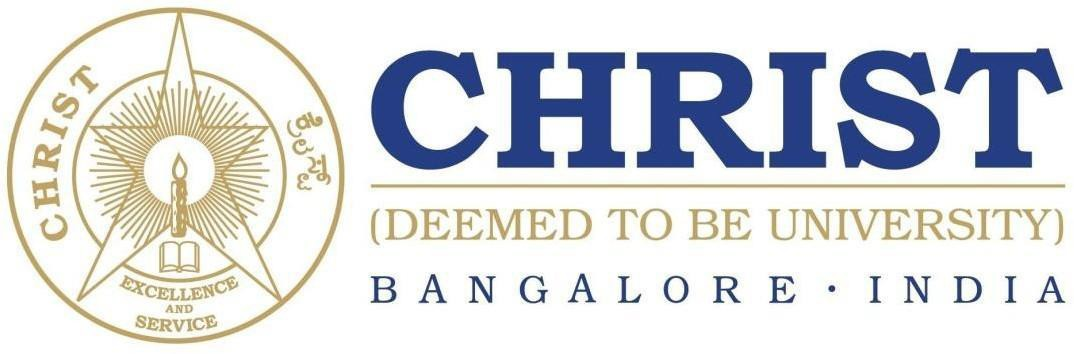 CHRIST
ಕ್ರೈಸ್ಟ್
EXCELLENCE
AND
SERVICE
CHRIST
(DEEMED TO BE UNIVERSITY)
BANGALORE · INDIA